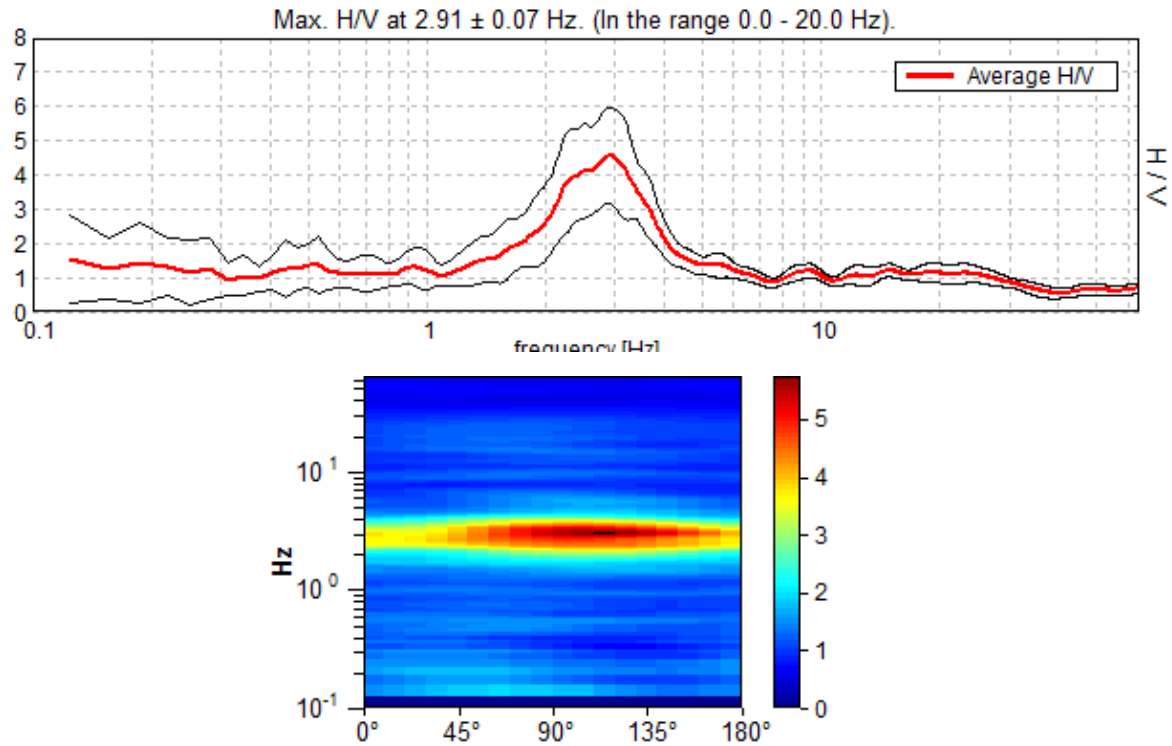 Max. H/V at 2.91 ± 0.07 Hz. (In the range 0.0 - 20.0 Hz).
8
7
6
5
4
3
2
1
0
Average H/V
H / V
0.1 1 10
frequency [Hz]
Hz
10¹
10⁰
10⁻¹
0° 45° 90° 135° 180°
5
4
3
2
1
0